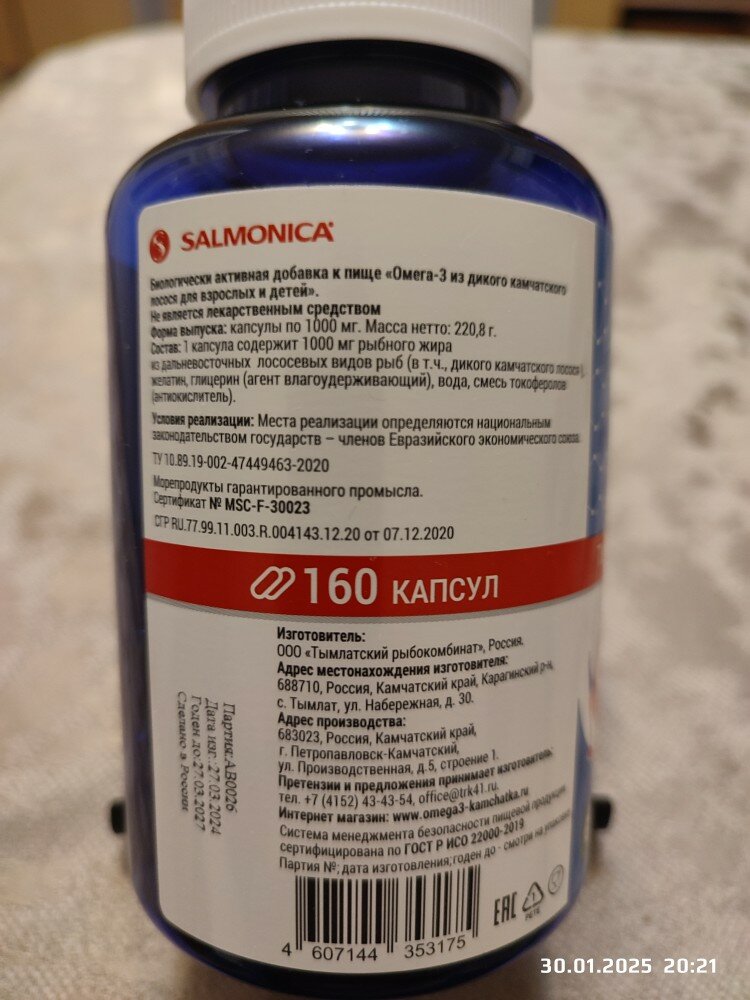 SALMONICA
Биологически активная добавка к пище «Омега-3 из дикого камчатского
лосося для взрослых и детей».
Не является лекарственным средством
Форма выпуска: капсулы по 1000 мг. Масса нетто: 220,8 г.
Состав: 1 капсула содержит 1000 мг рыбного жира
из дальневосточных лососевых видов рыб (в т.ч., дикого камчатского лосося),
желатин, глицерин (агент влагоудерживающий), вода, смесь токоферолов
(антиокислитель).
Условия реализации: Места реализации определяются национальным
законодательством государств – членов Евразийского экономического союза.
ТУ 10.89.19-002-47449463-2020
Морепродукты гарантированного промысла.
Сертификат № MSC-F-30023
СГР RU.77.99.11.003.R.004143.12.20 от 07.12.2020
160 КАПСУЛ
Изготовитель:
ООО «Тымлатский рыбокомбинат», Россия.
Адрес местонахождения изготовителя:
688710, Россия, Камчатский край, Карагинский р-н,
с. Тымлат, ул. Набережная, д. 30.
Адрес производства:
683023, Россия, Камчатский край,
г. Петропавловск-Камчатский,
ул. Производственная, д.5, строение 1.
Претензии и предложения принимает изготовитель:
тел. +7 (4152) 43-43-54, office@trk41.ru.
Интернет магазин: www.omega3-kamchatka.ru
Система менеджмента безопасности пищевой продукции
сертифицирована по ГОСТ Р ИСО 22000-2019
Партия №; дата изготовления; годен до - смотри на упаковке
Партия:АВ0026
Дата изг.:27.03.2024
Годен до:27.03.2027
Сделано в России
4 607144 353175
EAC
1
PETE
30.01.2025 20:21